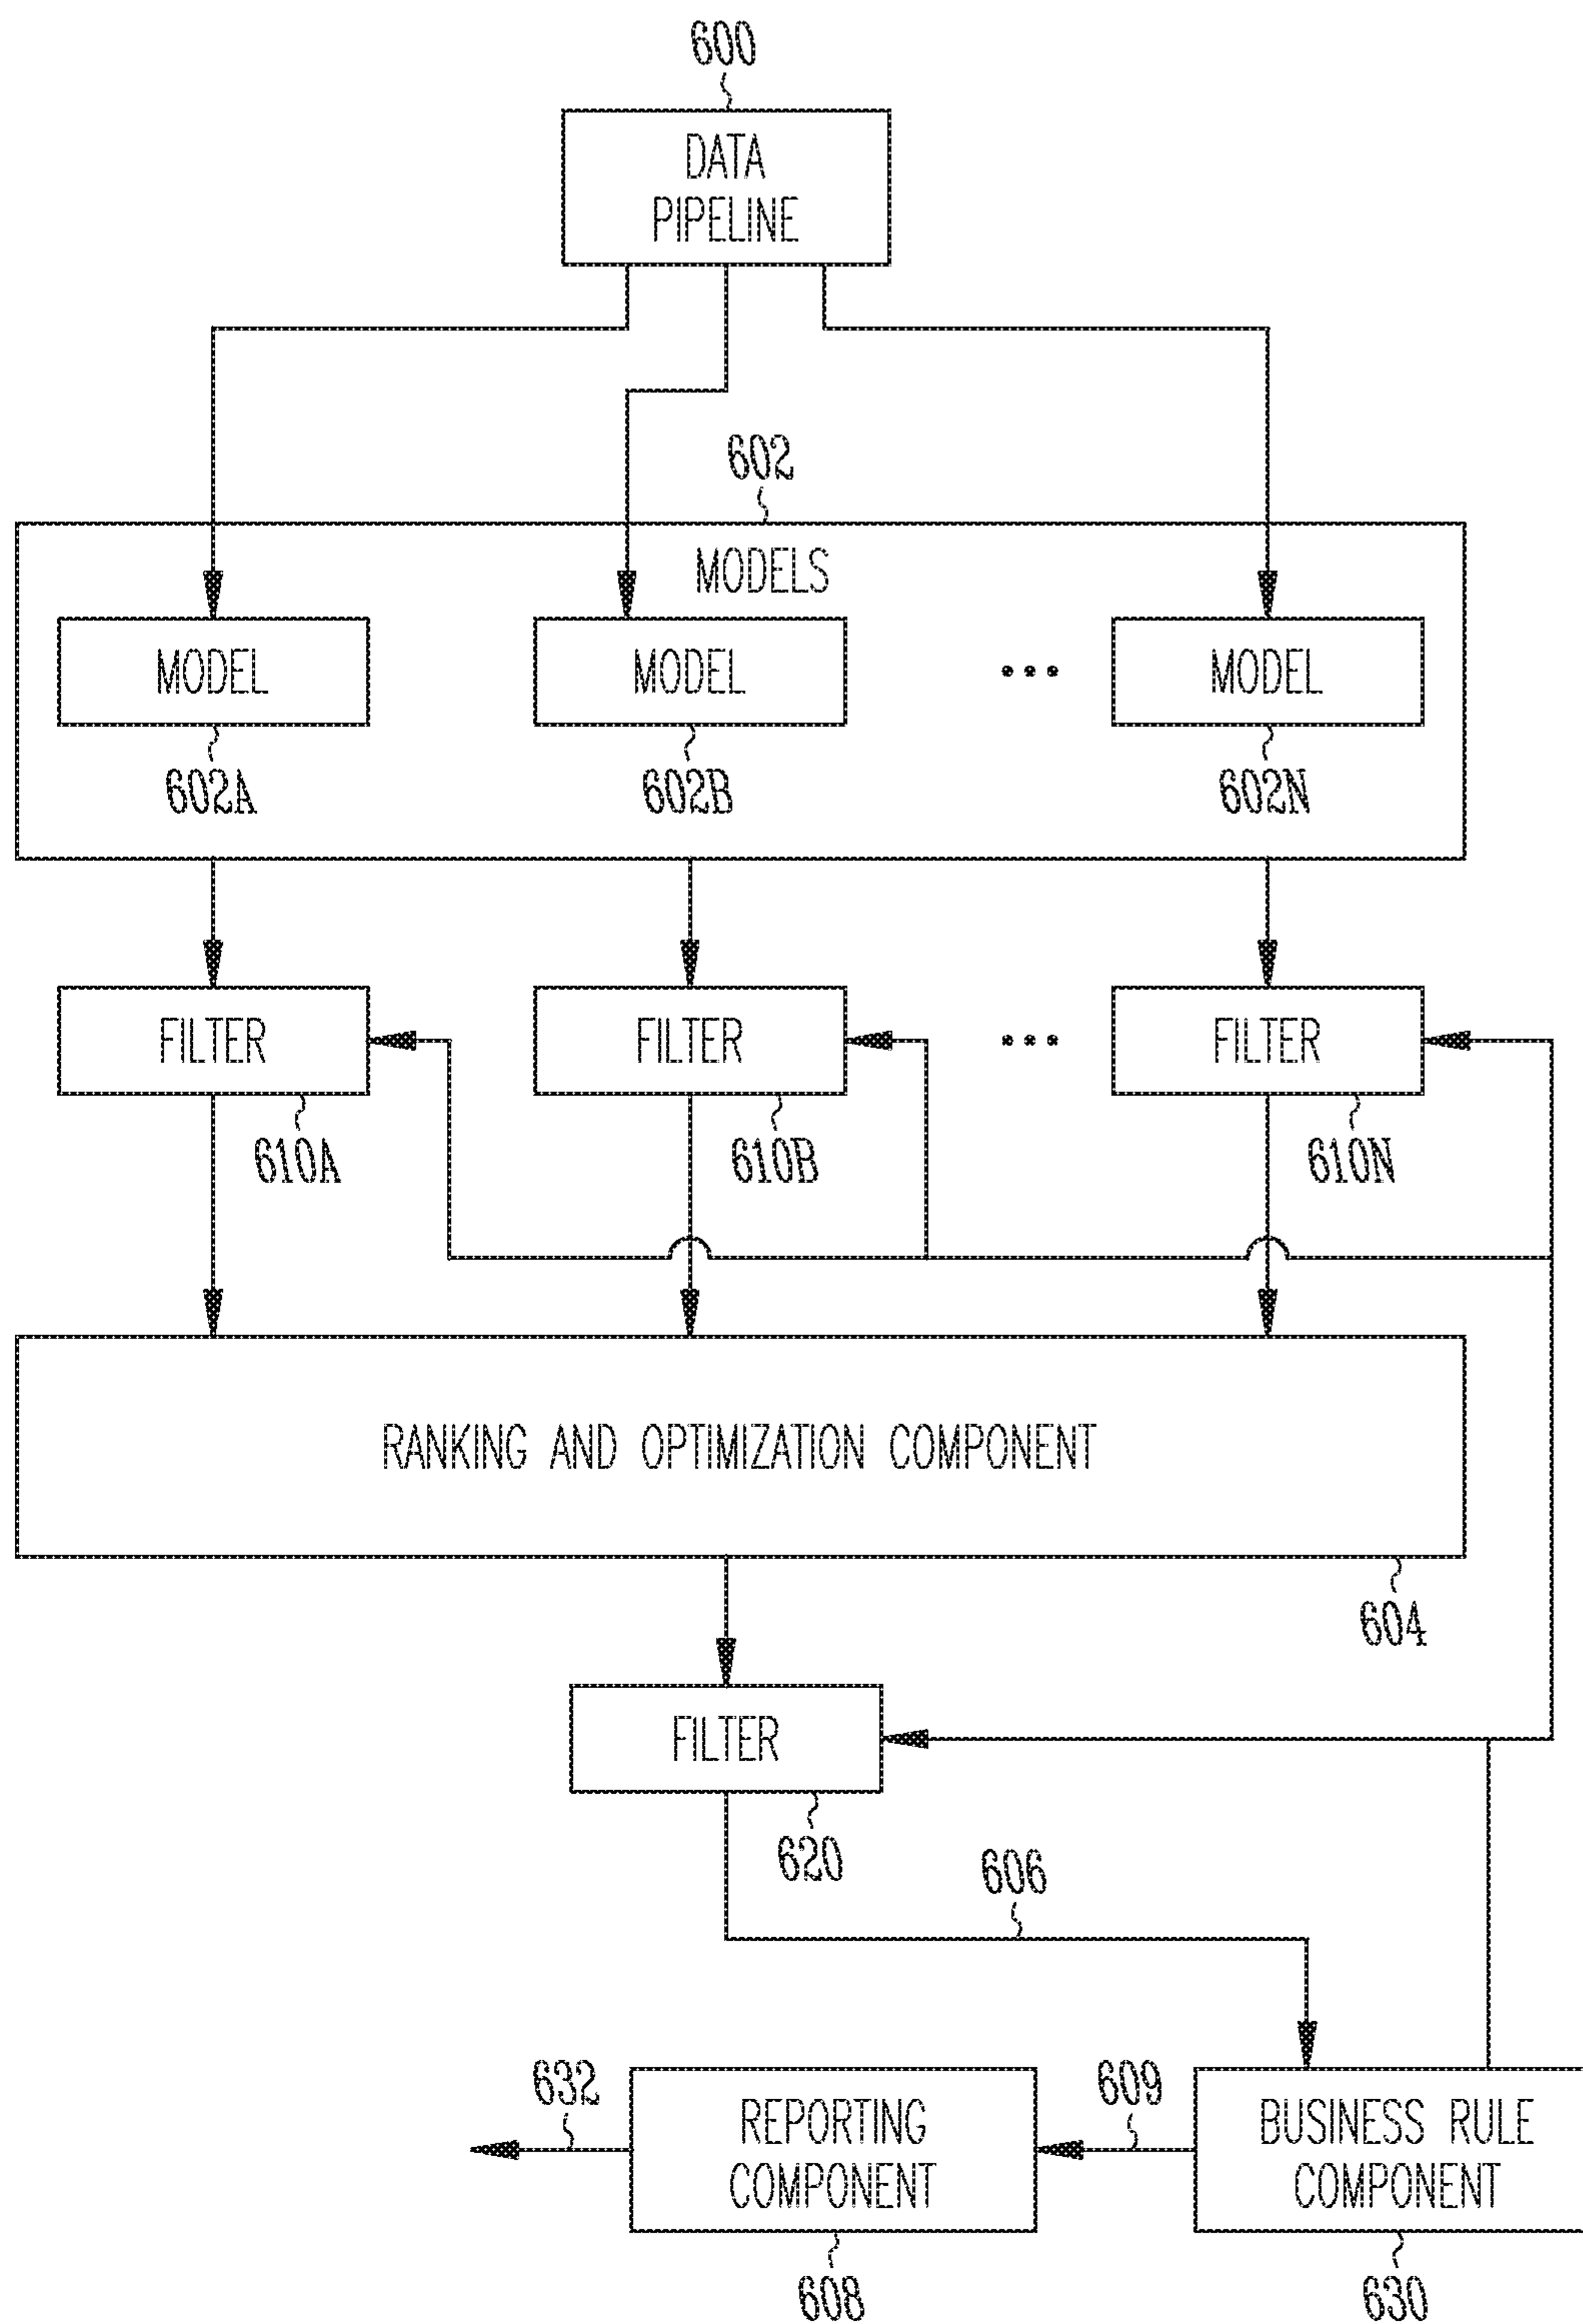 600
DATA
PIPELINE
602
MODELS
MODEL
MODEL
MODEL
602A
602B
602N
FILTER
FILTER
FILTER
610A
610B
610N
RANKING AND OPTIMIZATION COMPONENT
604
FILTER
620
606
632
REPORTING
COMPONENT
609
BUSINESS RULE
COMPONENT
608
630